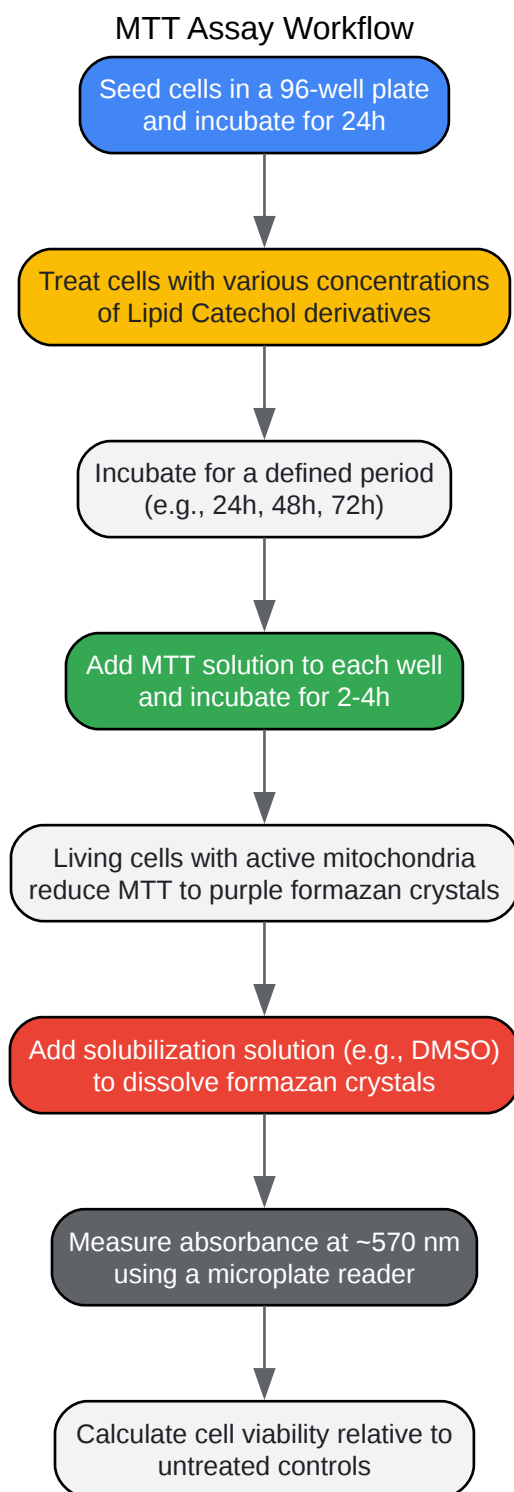 MTT Assay Workflow
Seed cells in a 96-well plate
and incubate for 24h
Treat cells with various concentrations
of Lipid Catechol derivatives
Incubate for a defined period
(e.g., 24h, 48h, 72h)
Add MTT solution to each well
and incubate for 2-4h
Living cells with active mitochondria
reduce MTT to purple formazan crystals
Add solubilization solution (e.g., DMSO)
to dissolve formazan crystals
Measure absorbance at ~570 nm
using a microplate reader
Calculate cell viability relative to
untreated controls